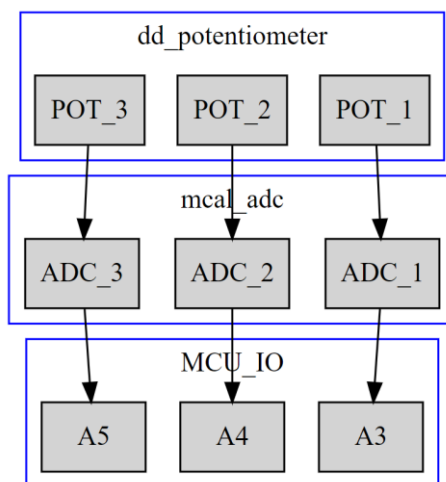 dd_potentiometer
POT_3 POT_2 POT_1
mcal_adc
ADC_3 ADC_2 ADC_1
MCU_IO
A5 A4 A3